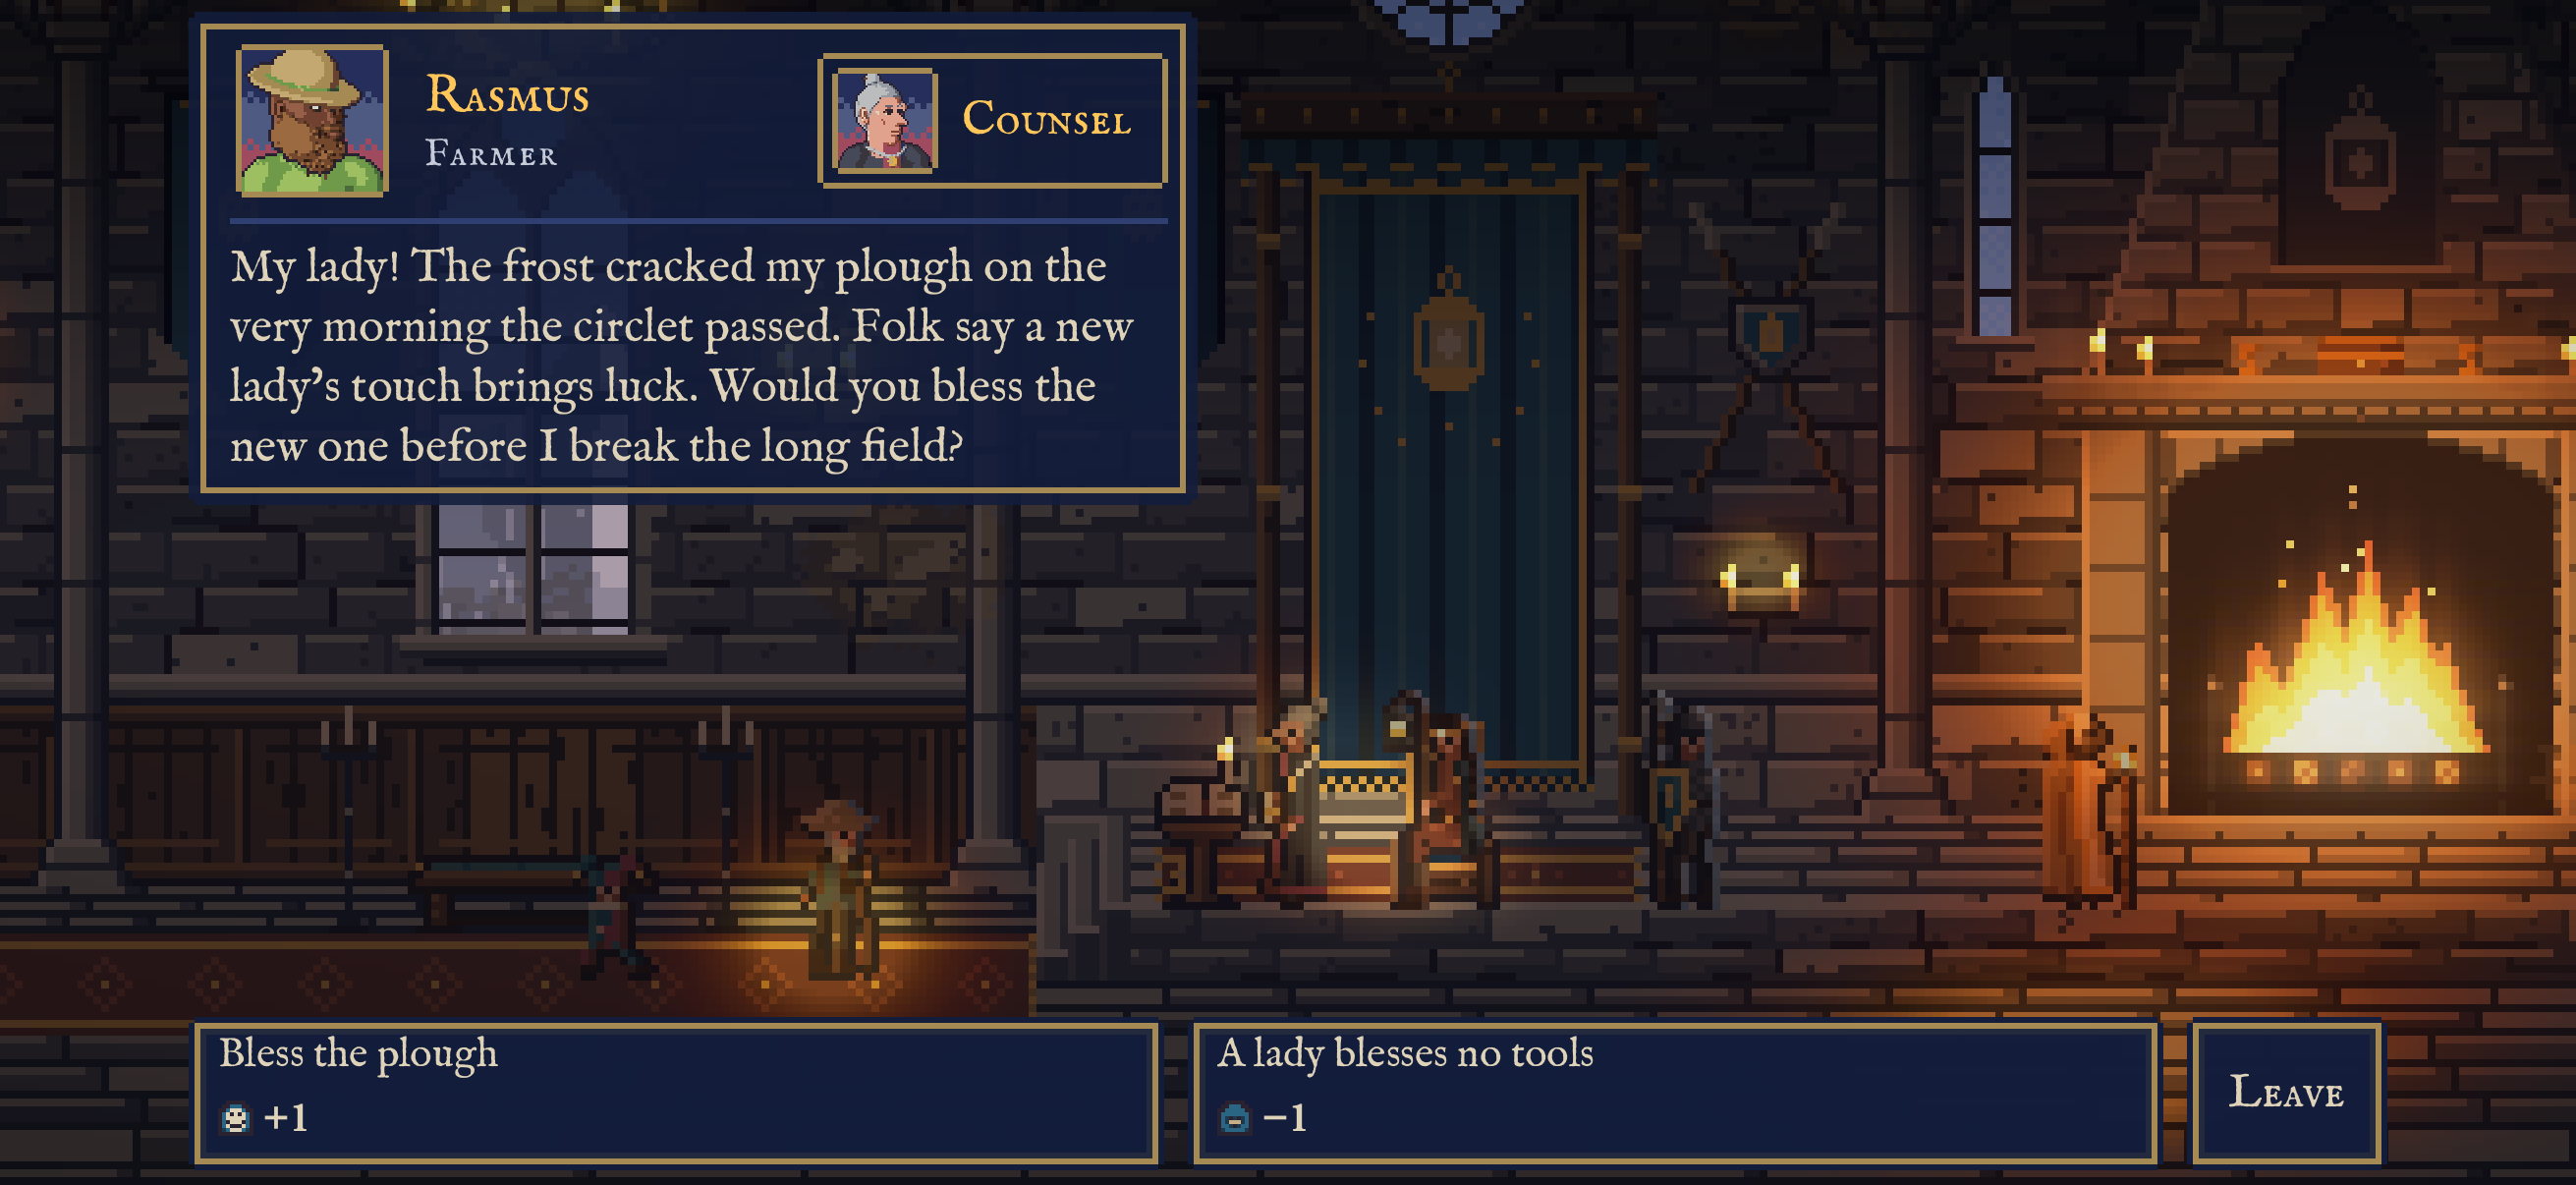 Rasmus
Farmer
Counsel
My lady! The frost cracked my plough on the
very morning the circlet passed. Folk say a new
lady’s touch brings luck. Would you bless the
new one before I break the long field?
Bless the plough
+1
A lady blesses no tools
−1
Leave